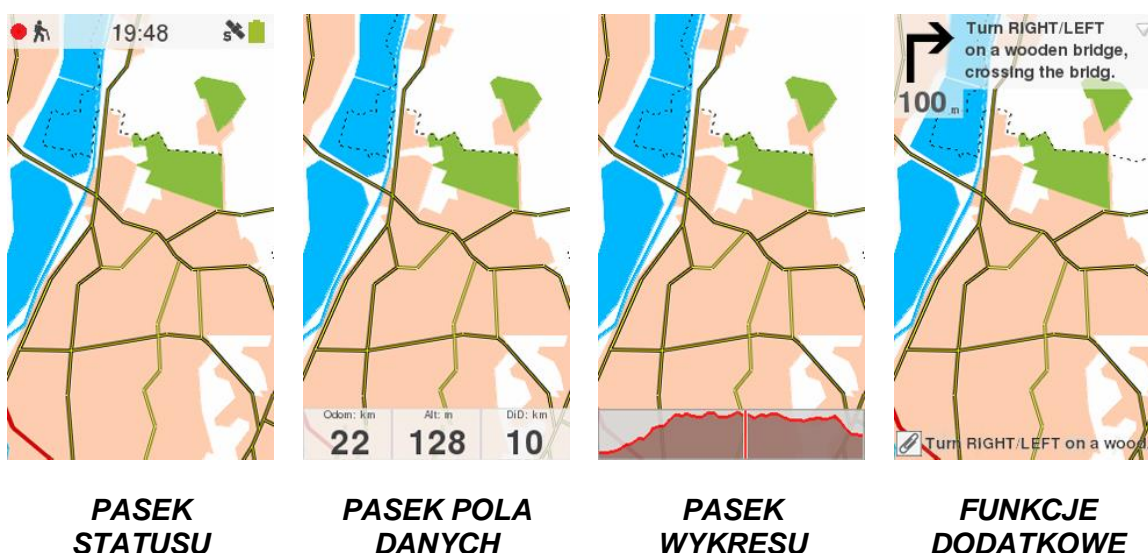 19:48
S
Turn RIGHT/LEFT
on a wooden bridge,
crossing the bridg.
100 m
Odom: km
Alt: m
DiD: km
22
128
10
Turn RIGHT/LEFT on a wood
PASEK
STATUSU
PASEK POLA
DANYCH
PASEK
WYKRESU
FUNKCJE
DODATKOWE